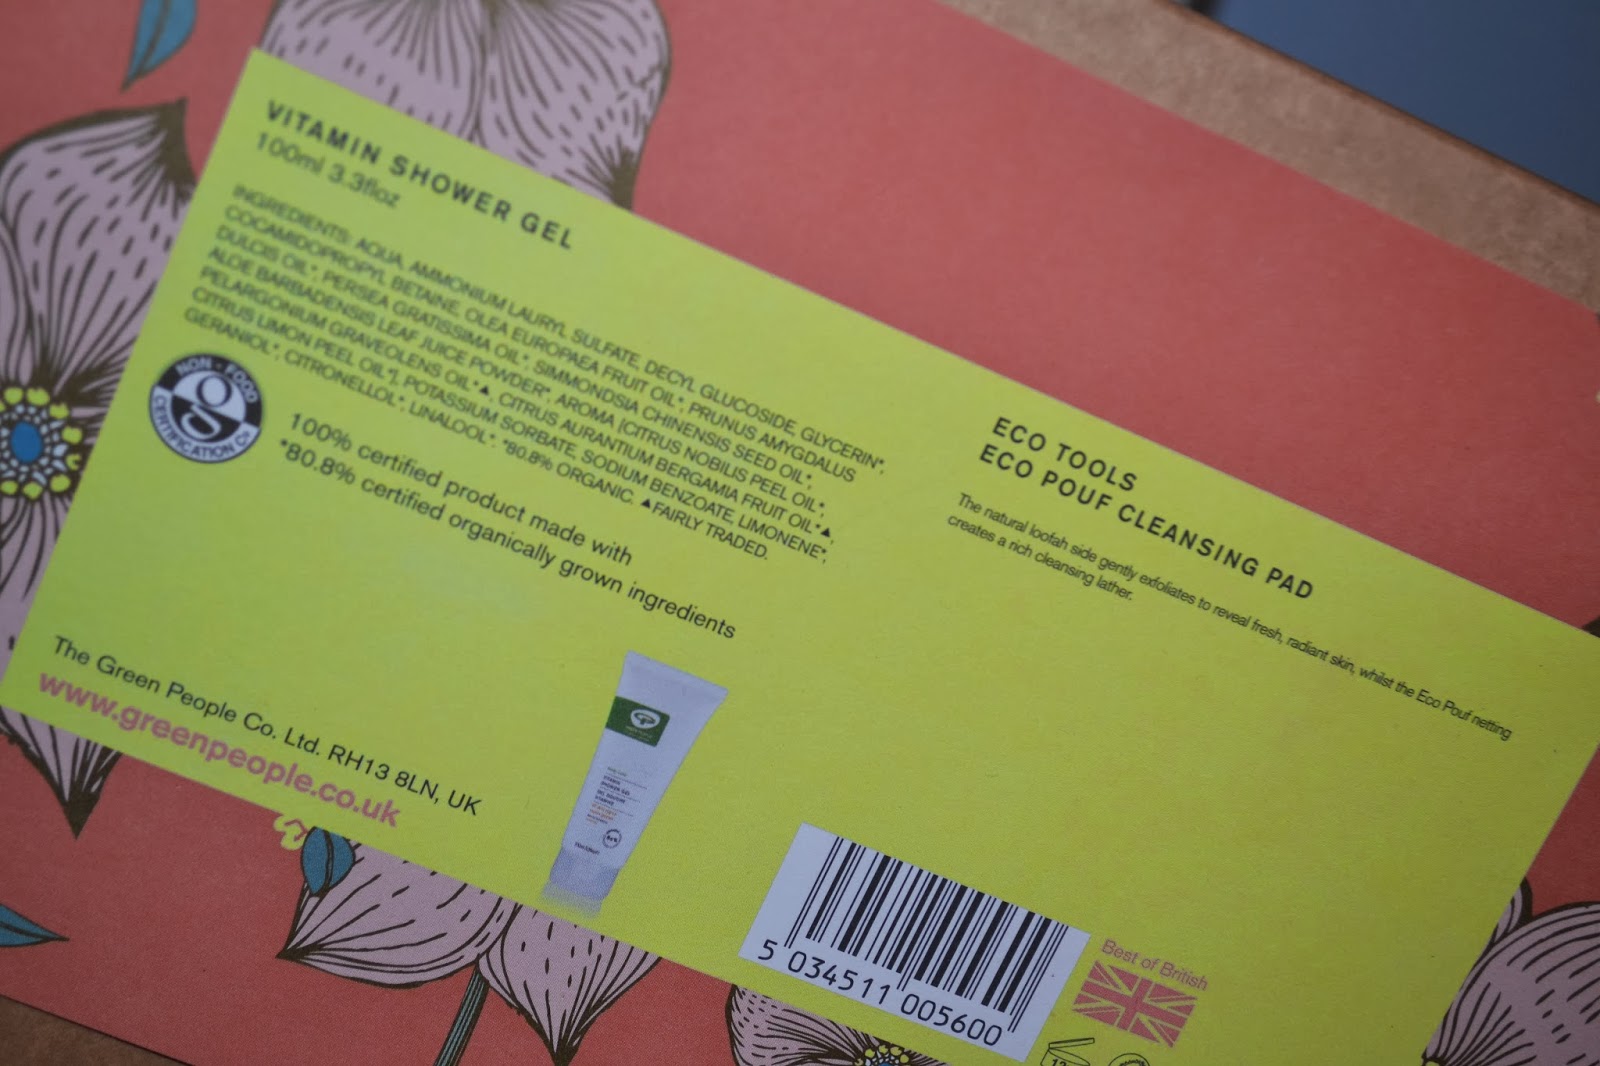 VITAMIN SHOWER GEL
100ml 3.3floz
INGREDIENTS: AQUA, AMMONIUM LAURYL SULFATE, DECYL GLUCOSIDE, GLYCERIN*,
COCAMIDOPROPYL BETAINE, OLEA EUROPAEA FRUIT OIL*, PRUNUS AMYGDALUS
DULCIS OIL*, PERSEA GRATISSIMA OIL*, SIMMONDSIA CHINENSIS SEED OIL*,
ALOE BARBADENSIS LEAF JUICE POWDER*, AROMA [CITRUS NOBILIS PEEL OIL*,
PELARGONIUM GRAVEOLENS OIL*▲, CITRUS AURANTIUM BERGAMIA FRUIT OIL*▲,
CITRUS LIMON PEEL OIL*], POTASSIUM SORBATE, SODIUM BENZOATE, LIMONENE*,
GERANIOL*, CITRONELLOL*, LINALOOL*. *80.8% ORGANIC. ▲FAIRLY TRADED.
NON-FOOD
g
CERTIFICATION Co
100% certified product made with
*80.8% certified organically grown ingredients
The Green People Co. Ltd. RH13 8LN, UK
www.greenpeople.co.uk
VITAMIN
SHOWER GEL
ECO TOOLS
ECO POUF CLEANSING PAD
The natural loofah side gently exfoliates to reveal fresh, radiant skin, whilst the Eco Pouf netting
creates a rich cleansing lather.
5 034511 005600
Best of British